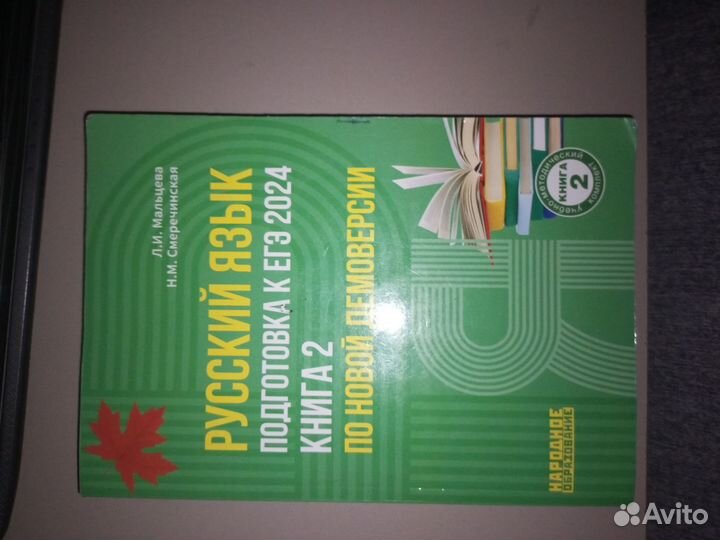 Л.И. Мальцева
Н.М. Смеречинская
РУССКИЙ ЯЗЫК
ПОДГОТОВКА К ЕГЭ 2024
КНИГА 2
ПО НОВОЙ ДЕМОВЕРСИИ
УЧЕБНО-МЕТОДИЧЕСКИЙ
КОМПЛЕКТ
КНИГА
2
НАРОДНОЕ
ОБРАЗОВАНИЕ
Avito